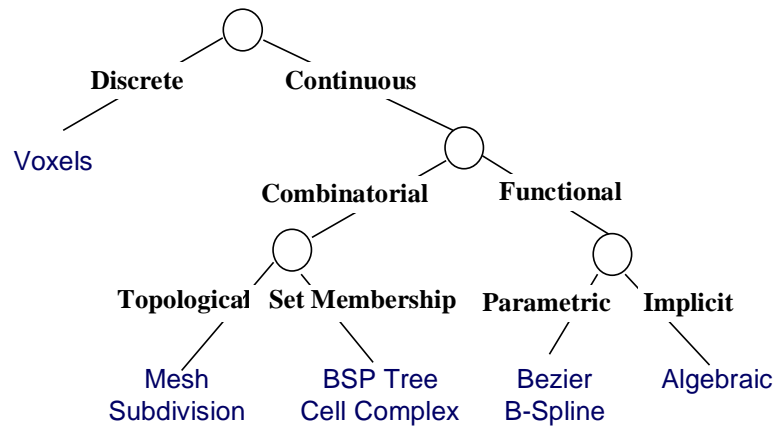 Discrete Continuous
Voxels
Combinatorial Functional
Topological Set Membership Parametric Implicit
Mesh BSP Tree Bezier Algebraic
Subdivision Cell Complex B-Spline